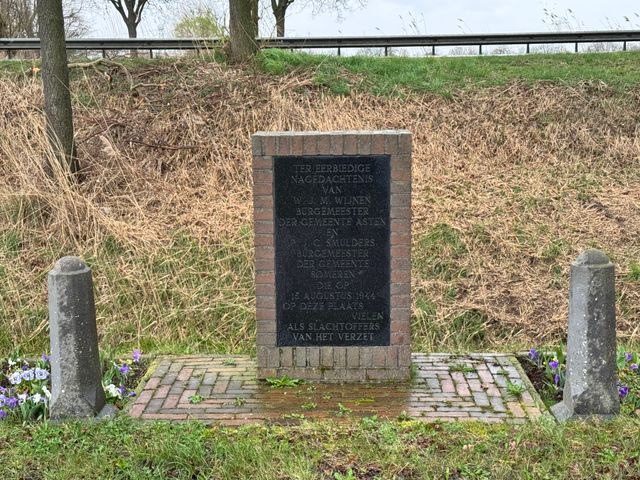 TER EERBIEDIGE
NAGEDACHTENIS
VAN
W. J. M. WIJNEN
BURGEMEESTER
DER GEMEENTE ASTEN
EN
P. J. C. SMULDERS
BURGEMEESTER
DER GEMEENTE
SOMEREN
DIE OP
15 AUGUSTUS 1944
OP DEZE PLAATS
VIELEN
ALS SLACHTOFFERS
VAN HET VERZET